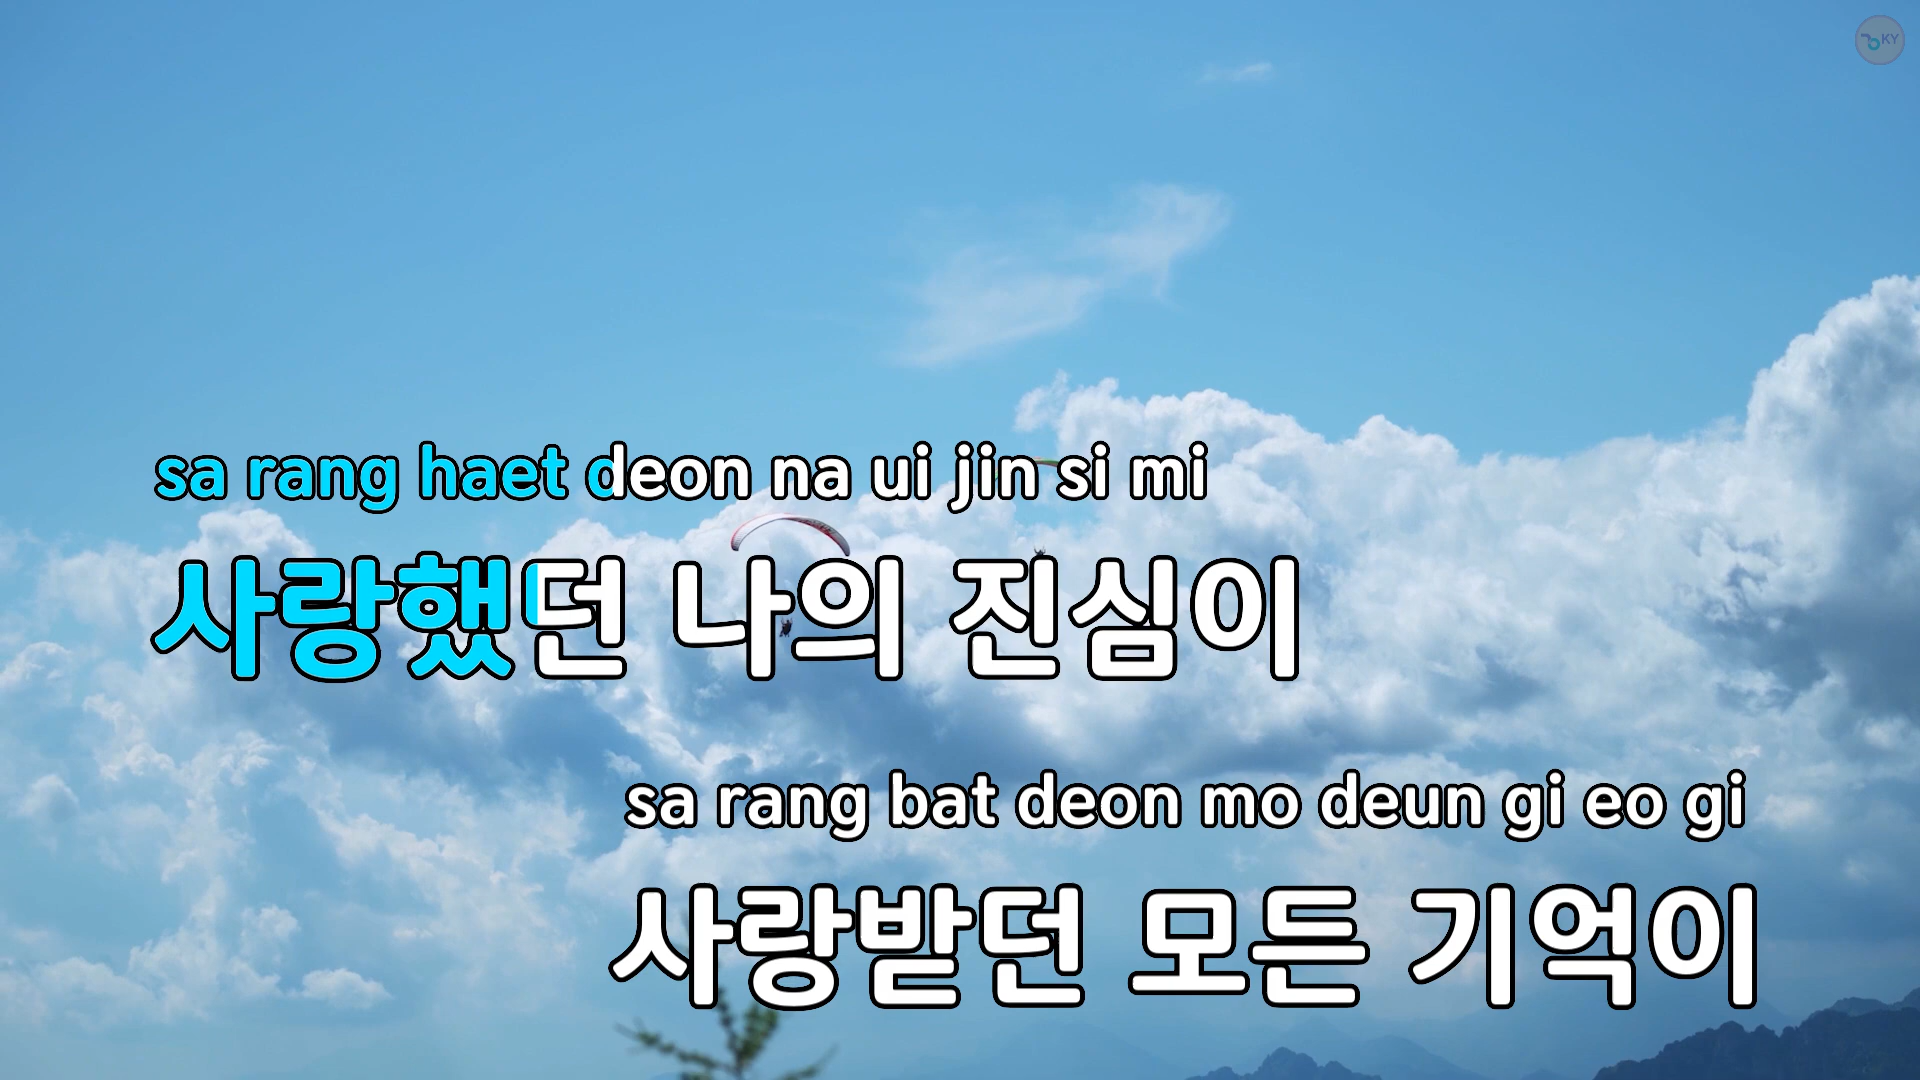 KY
sa rang haet deon na ui jin si mi
사랑했던 나의 진심이
sa rang bat deon mo deun gi eo gi
사랑받던 모든 기억이